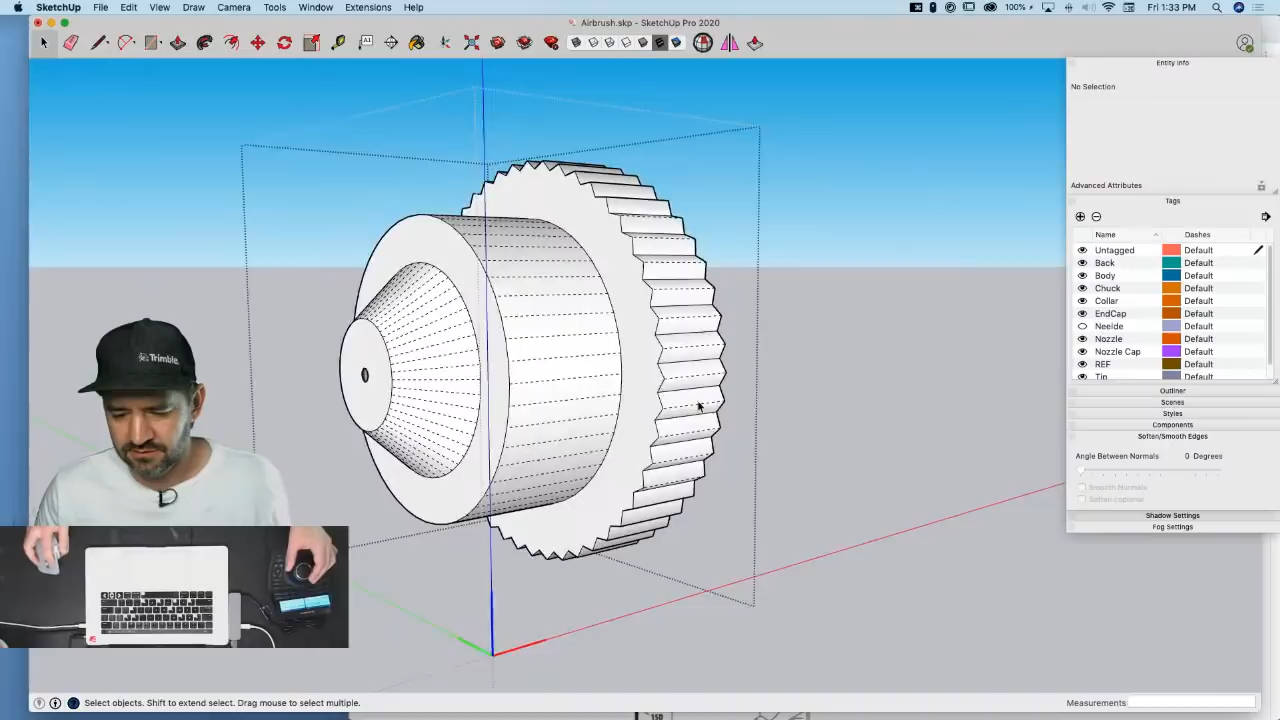 SketchUp File Edit View Draw Camera Tools Window Extensions Help 100% Fri 1:33 PM
Airbrush.skp - SketchUp Pro 2020
A1
Entity Info
No Selection
Advanced Attributes
Tags
Name Dashes
Untagged Default
Back Default
Body Default
Chuck Default
Collar Default
EndCap Default
Neelde Default
Nozzle Default
Nozzle Cap Default
REF Default
Tip Default
Outliner
Scenes
Styles
Components
Soften/Smooth Edges
Angle Between Normals 0 Degrees
Smooth Normals
Soften coplanar
Shadow Settings
Fog Settings
Trimble
Select objects. Shift to extend select. Drag mouse to select multiple.
Measurements